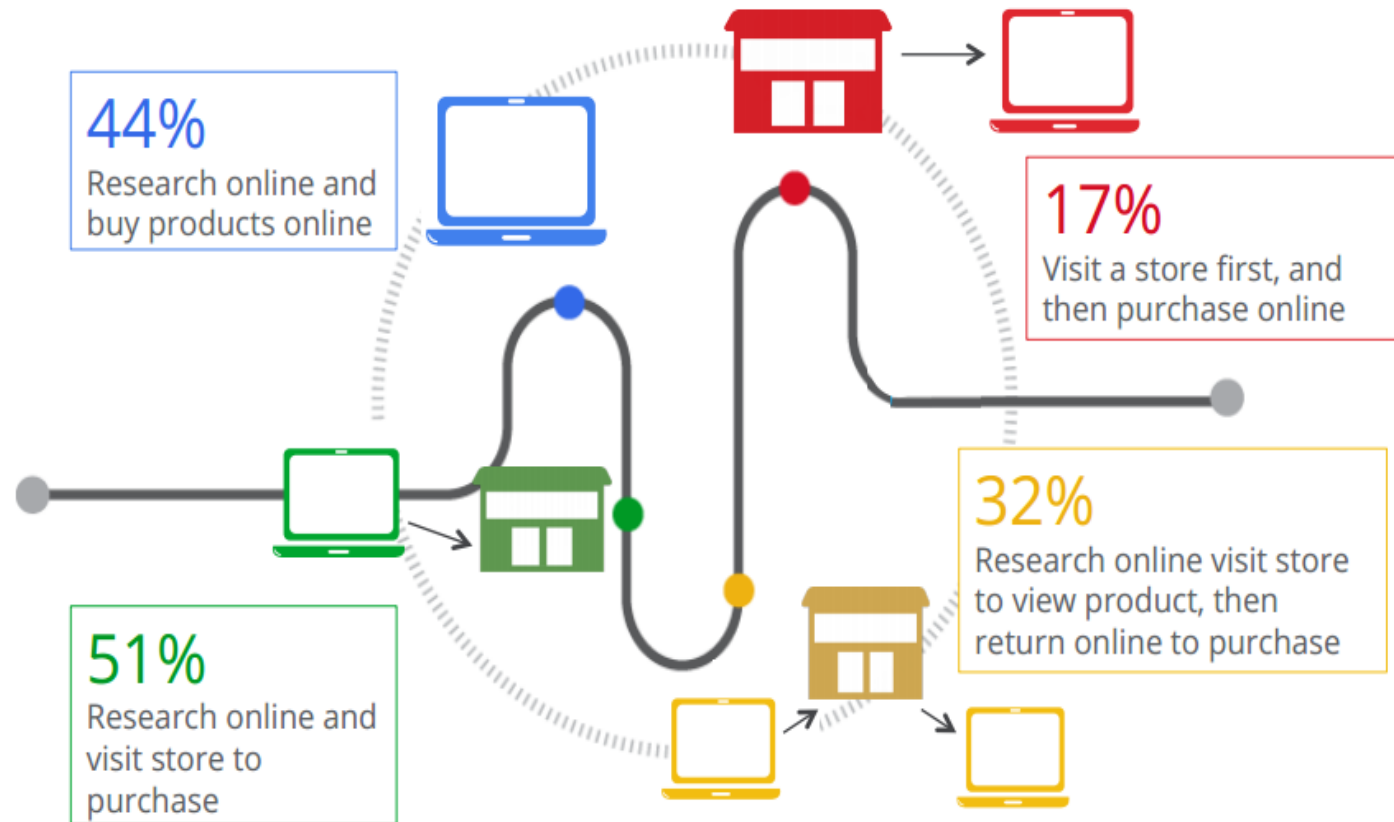 44%
Research online and
buy products online
17%
Visit a store first, and
then purchase online
32%
Research online visit store
to view product, then
return online to purchase
51%
Research online and
visit store to
purchase